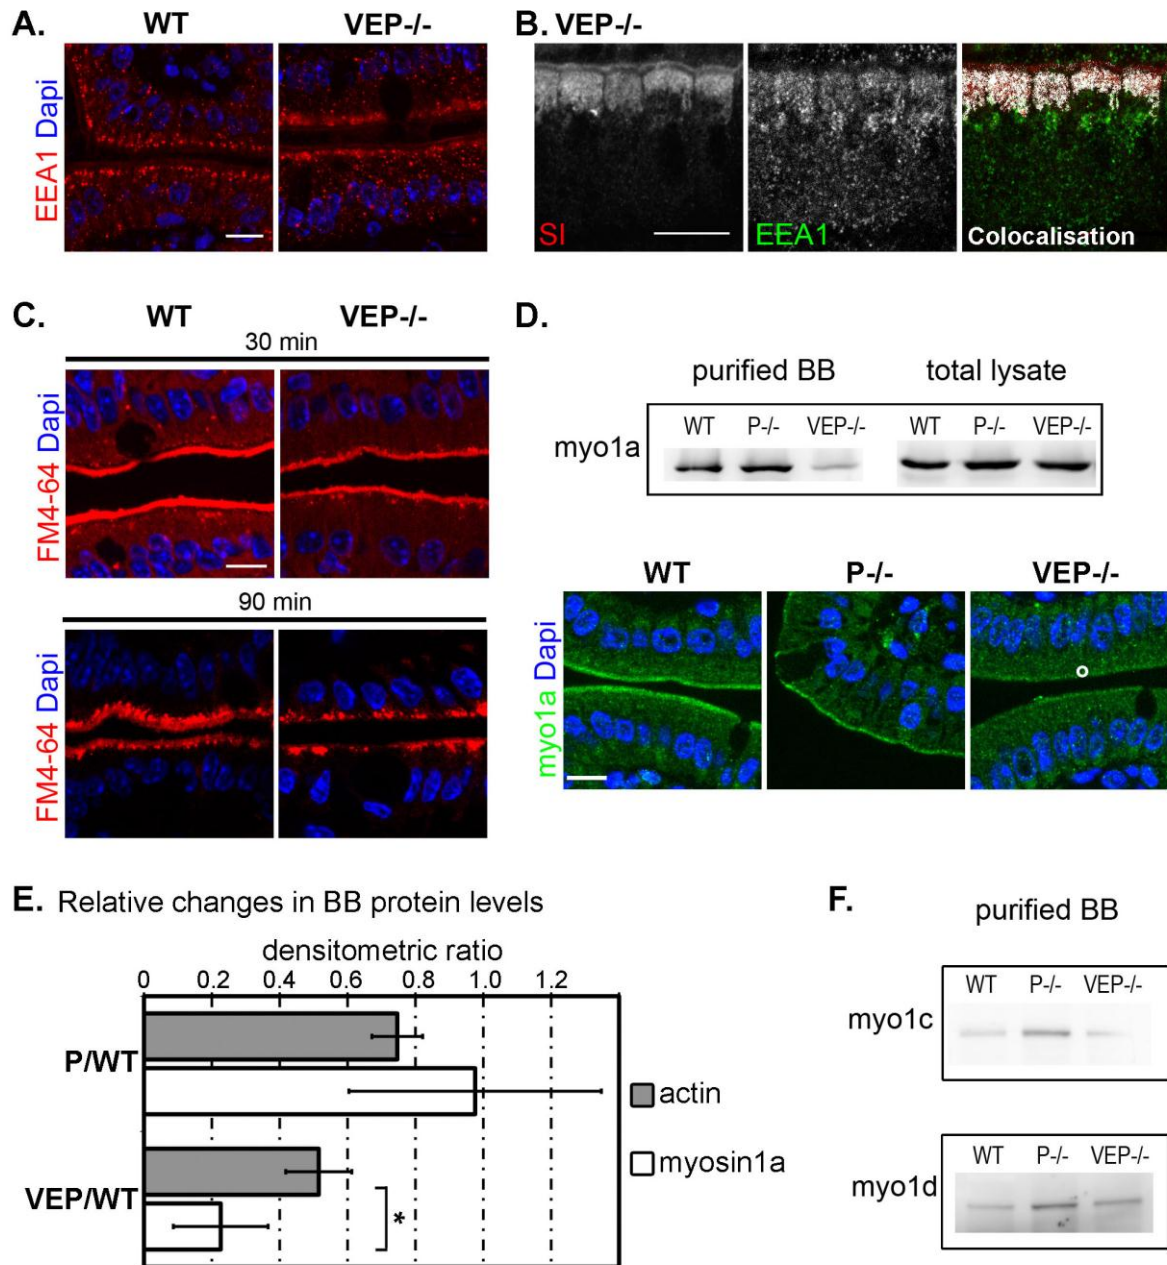 A.
WT VEP-/-
EEA1 Dapi
B. VEP-/-
SI
EEA1
Colocalisation
C.
WT VEP-/-
30 min
FM4-64 Dapi
90 min
FM4-64 Dapi
D.
purified BB total lysate
WT P-/- VEP-/- WT P-/- VEP-/-
myo1a
WT P-/- VEP-/-
myo1a Dapi
E. Relative changes in BB protein levels
densitometric ratio
0 0.2 0.4 0.6 0.8 1.0 1.2
P/WT
VEP/WT
*
actin
myosin1a
F.
purified BB
WT P-/- VEP-/-
myo1c
WT P-/- VEP-/-
myo1d